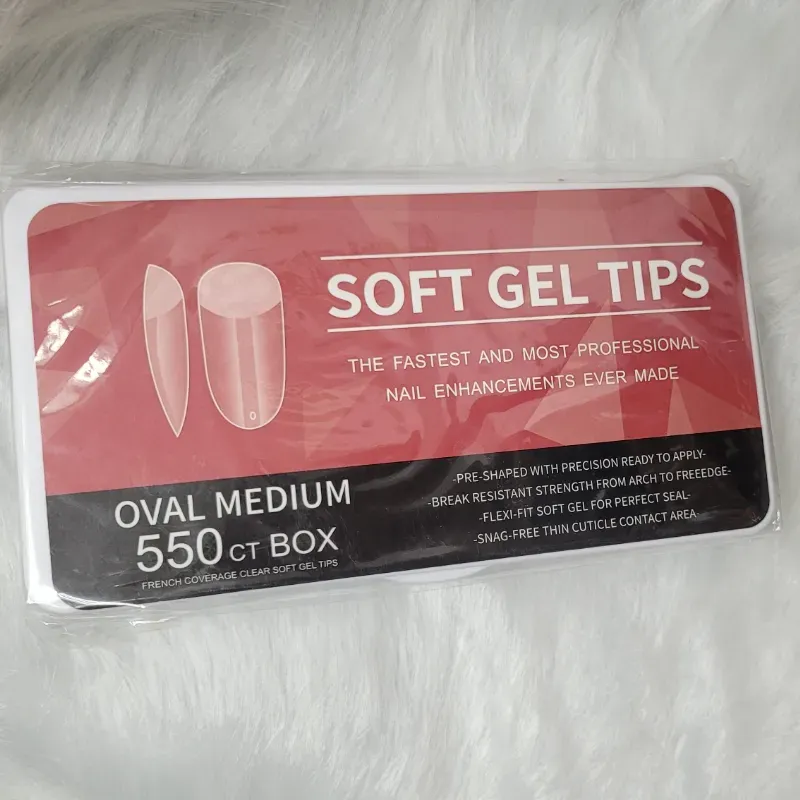 SOFT GEL TIPS
THE FASTEST AND MOST PROFESSIONAL
NAIL ENHANCEMENTS EVER MADE
0
OVAL MEDIUM
550 CT BOX
FRENCH COVERAGE CLEAR SOFT GEL TIPS
-PRE-SHAPED WITH PRECISION READY TO APPLY-
-BREAK RESISTANT STRENGTH FROM ARCH TO FREEEDGE-
-FLEXI-FIT SOFT GEL FOR PERFECT SEAL-
-SNAG-FREE THIN CUTICLE CONTACT AREA-